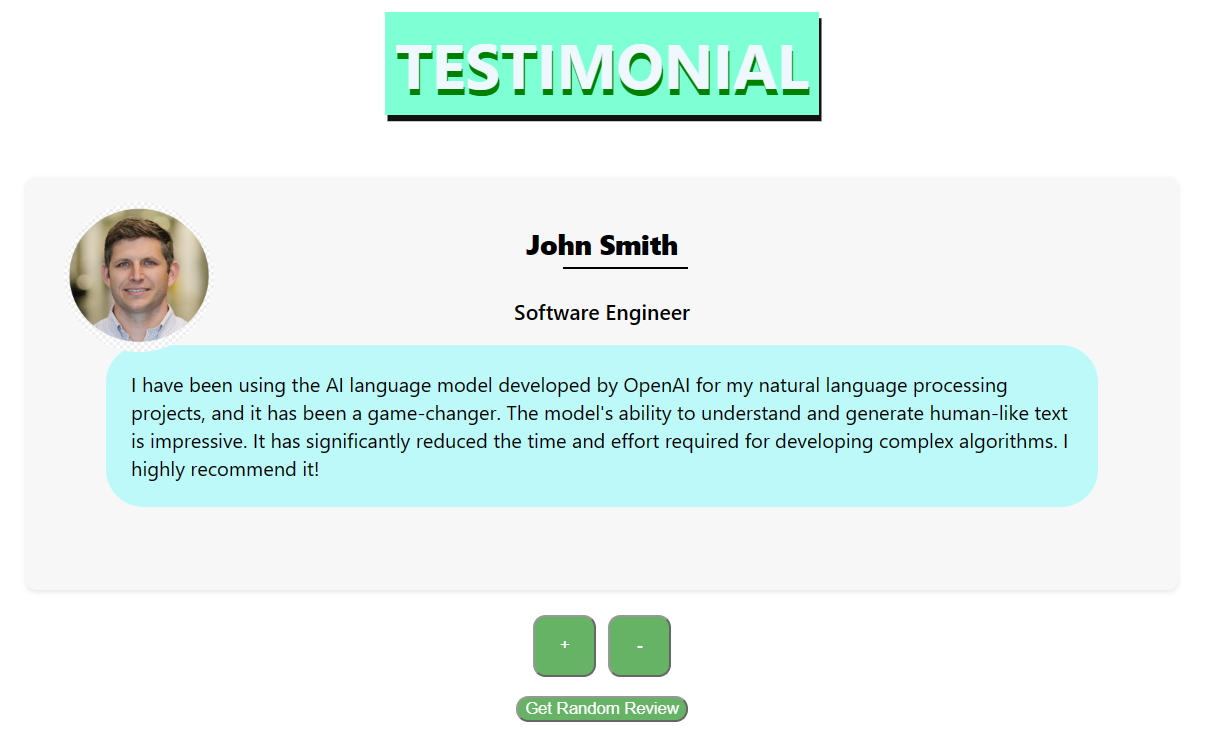 TESTIMONIAL
John Smith
Software Engineer
I have been using the AI language model developed by OpenAI for my natural language processing
projects, and it has been a game-changer. The model's ability to understand and generate human-like text
is impressive. It has significantly reduced the time and effort required for developing complex algorithms. I
highly recommend it!
+ -
Get Random Review